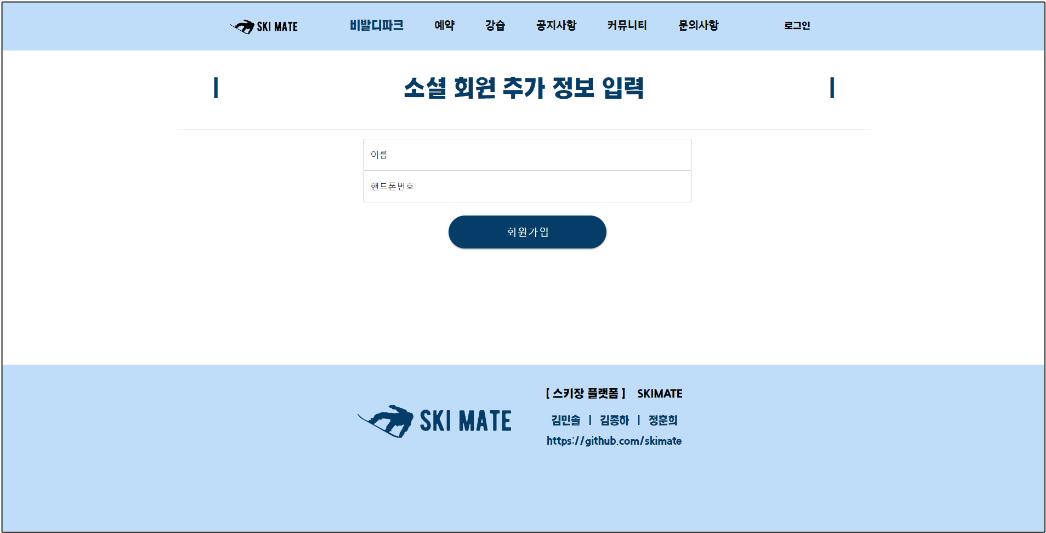 SKI MATE 비발디파크 예약 강습 공지사항 커뮤니티 문의사항 로그인
| 소셜 회원 추가 정보 입력 |
이름
핸드폰번호
회원가입
[ 스키장 플랫폼 ] SKIMATE
SKI MATE
김민솔 | 김종하 | 정훈희
https://github.com/skimate